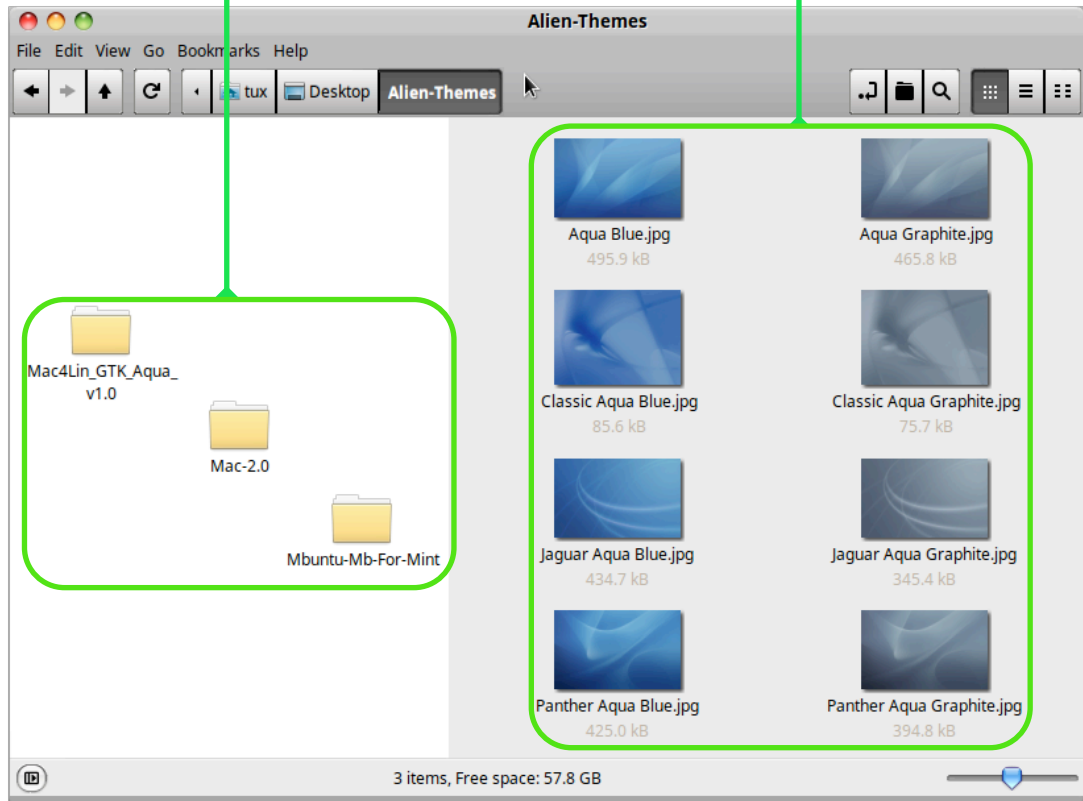 Alien-Themes
File Edit View Go Bookmarks Help
tux Desktop Alien-Themes
Mac4Lin_GTK_Aqua_
v1.0
Mac-2.0
Mbuntu-Mb-For-Mint
Aqua Blue.jpg
495.9 kB
Aqua Graphite.jpg
465.8 kB
Classic Aqua Blue.jpg
85.6 kB
Classic Aqua Graphite.jpg
75.7 kB
Jaguar Aqua Blue.jpg
434.7 kB
Jaguar Aqua Graphite.jpg
345.4 kB
Panther Aqua Blue.jpg
425.0 kB
Panther Aqua Graphite.jpg
394.8 kB
3 items, Free space: 57.8 GB